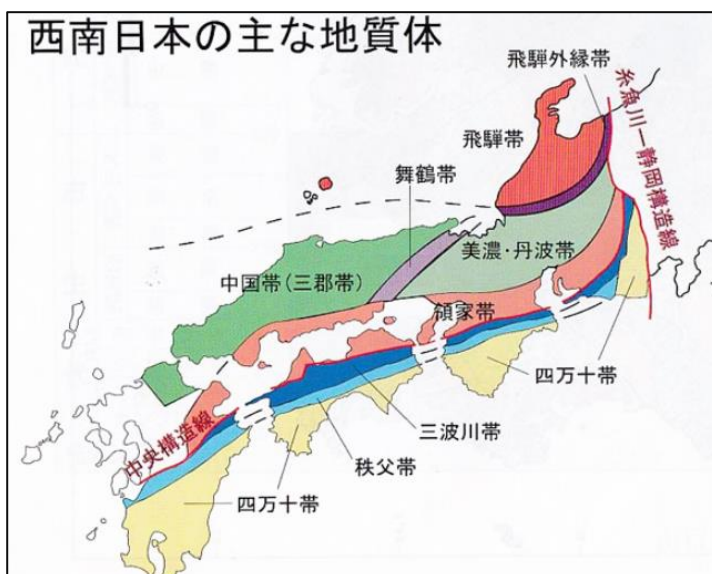 西南日本の主な地質体
飛騨外縁帯
糸魚川ー静岡構造線
飛騨帯
舞鶴帯
美濃・丹波帯
中国帯(三郡帯)
領家帯
四万十帯
三波川帯
中央構造線
秩父帯
四万十帯